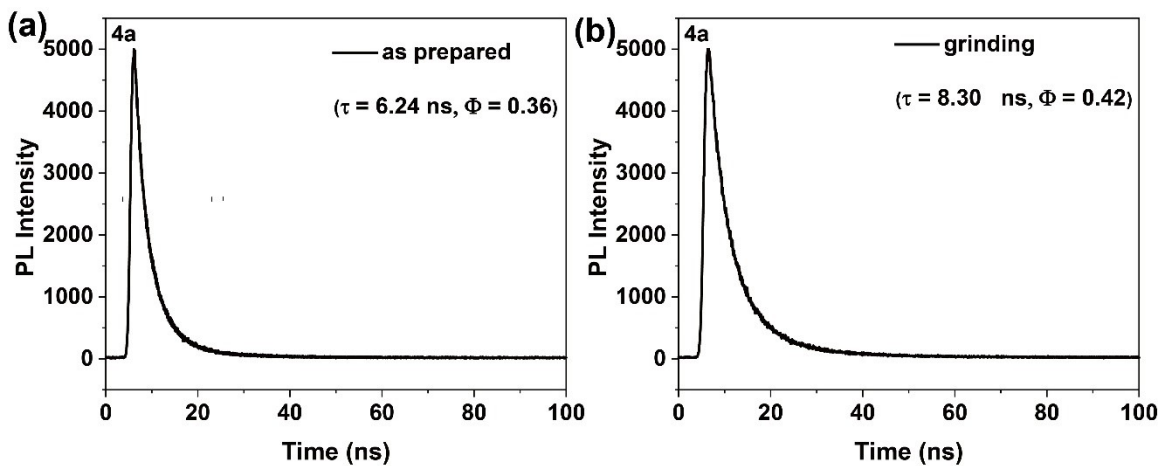 (a)
4a
as prepared
(τ = 6.24 ns, Φ = 0.36)
5000
4000
3000
2000
1000
0
PL Intensity
0 20 40 60 80 100
Time (ns)
(b)
4a
grinding
(τ = 8.30 ns, Φ = 0.42)
5000
4000
3000
2000
1000
0
PL Intensity
0 20 40 60 80 100
Time (ns)